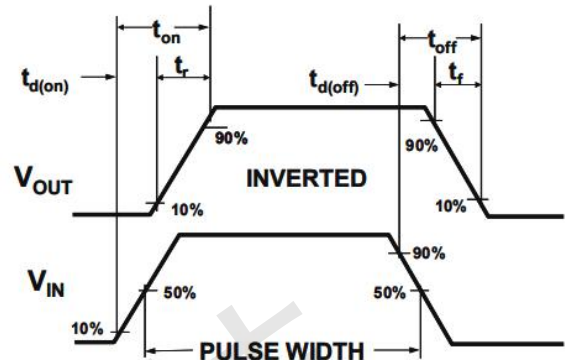 ton
toff
tr
tf
td(on)
td(off)
90%
90%
VOUT
INVERTED
10%
10%
90%
VIN
50%
50%
10%
PULSE WIDTH